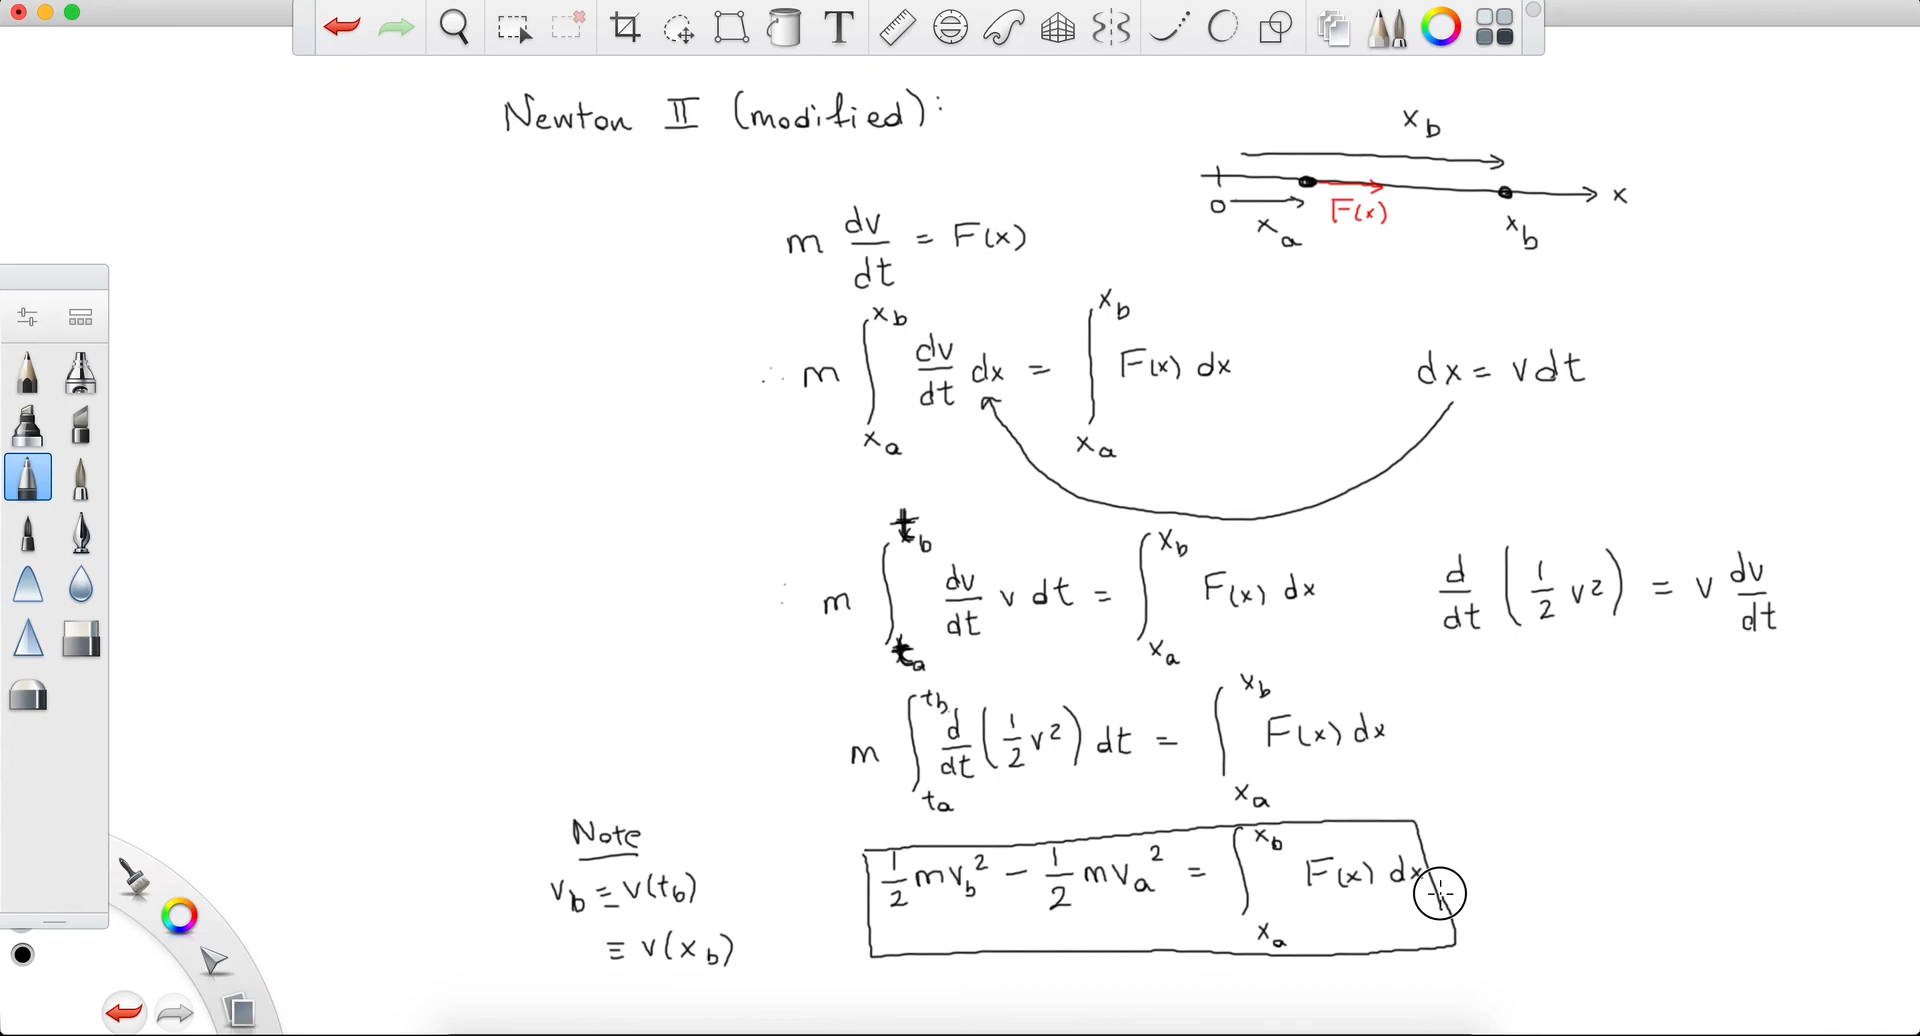 Newton II (modified):
x_b
0 x_a F(x) x_b x
m dv/dt = F(x)
∴ m ∫_{x_a}^{x_b} dv/dt dx = ∫_{x_a}^{x_b} F(x) dx dx = v dt
m ∫_{t_a}^{t_b} dv/dt v dt = ∫_{x_a}^{x_b} F(x) dx d/dt (1/2 v²) = v dv/dt
m ∫_{t_a}^{t_b} d/dt (1/2 v²) dt = ∫_{x_a}^{x_b} F(x) dx
1/2 m v_b² − 1/2 m v_a² = ∫_{x_a}^{x_b} F(x) dx
Note
v_b ≡ v(t_b)
≡ v(x_b)
T